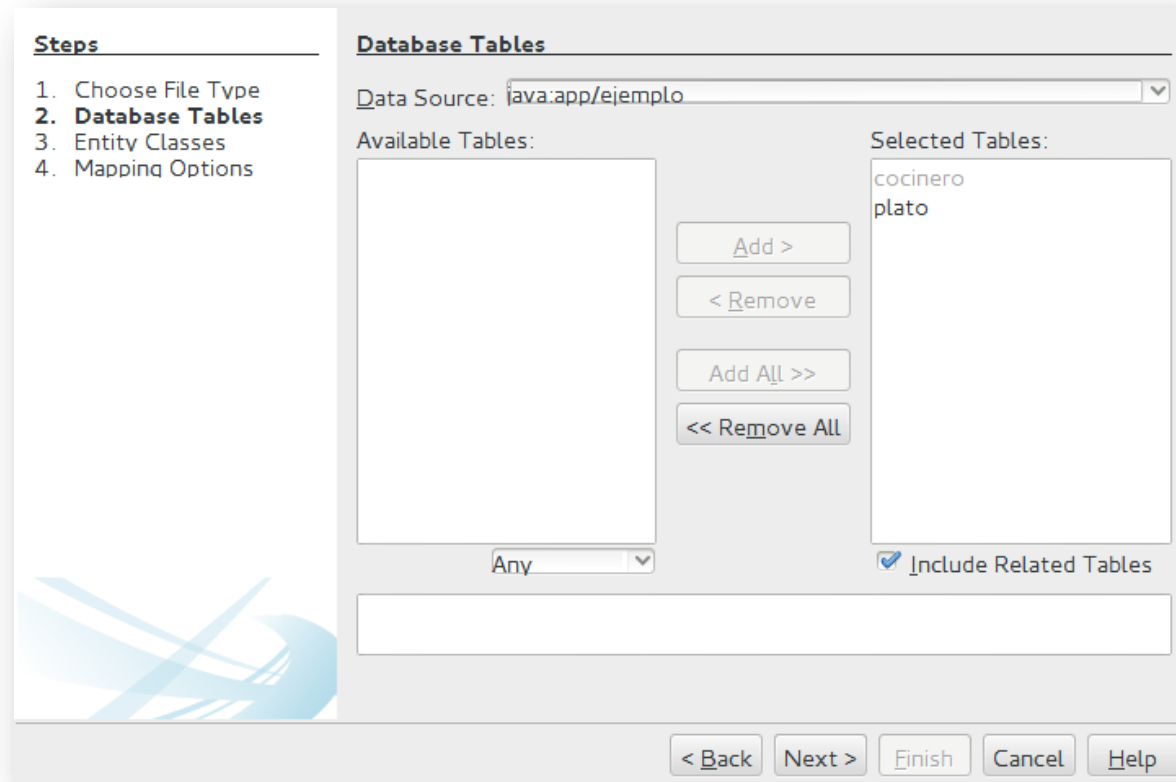 Steps
1. Choose File Type
2. Database Tables
3. Entity Classes
4. Mapping Options
Database Tables
Data Source: java:app/ejemplo
Available Tables:
Selected Tables:
cocinero
plato
Add >
< Remove
Add All >>
<< Remove All
Any
Include Related Tables
< Back
Next >
Finish
Cancel
Help